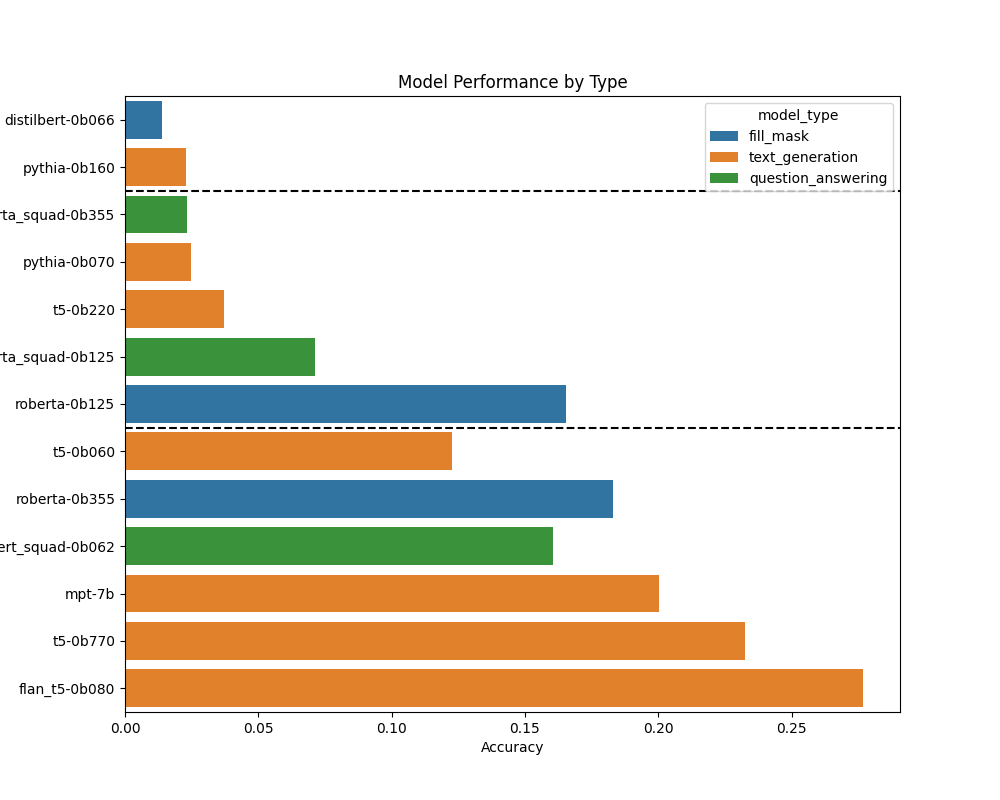 Model Performance by Type
model_type
fill_mask
text_generation
question_answering
distilbert-0b066
pythia-0b160
rta_squad-0b355
pythia-0b070
t5-0b220
rta_squad-0b125
roberta-0b125
t5-0b060
roberta-0b355
ert_squad-0b062
mpt-7b
t5-0b770
flan_t5-0b080
0.00 0.05 0.10 0.15 0.20 0.25
Accuracy